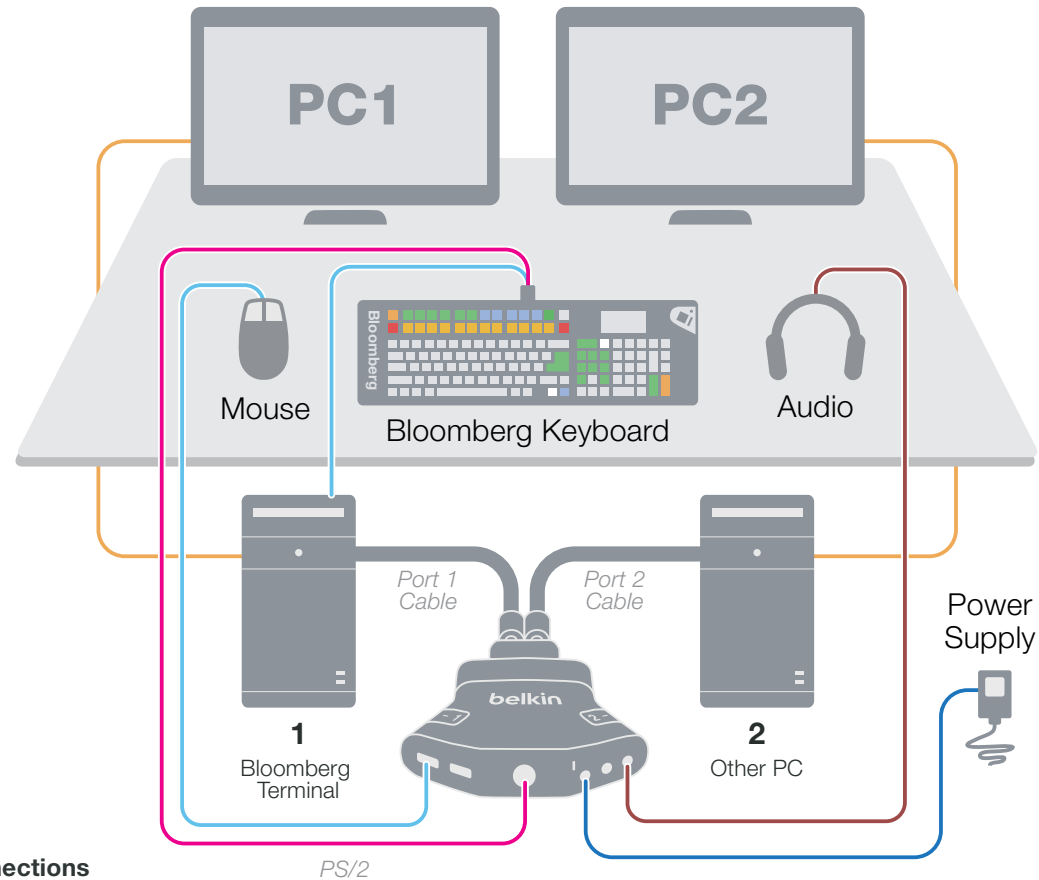 PC1
PC2
Bloomberg
Mouse
Bloomberg Keyboard
Audio
Port 1
Cable
Port 2
Cable
Power
Supply
belkin
- 1
2 -
1
Bloomberg
Terminal
2
Other PC
nections
PS/2